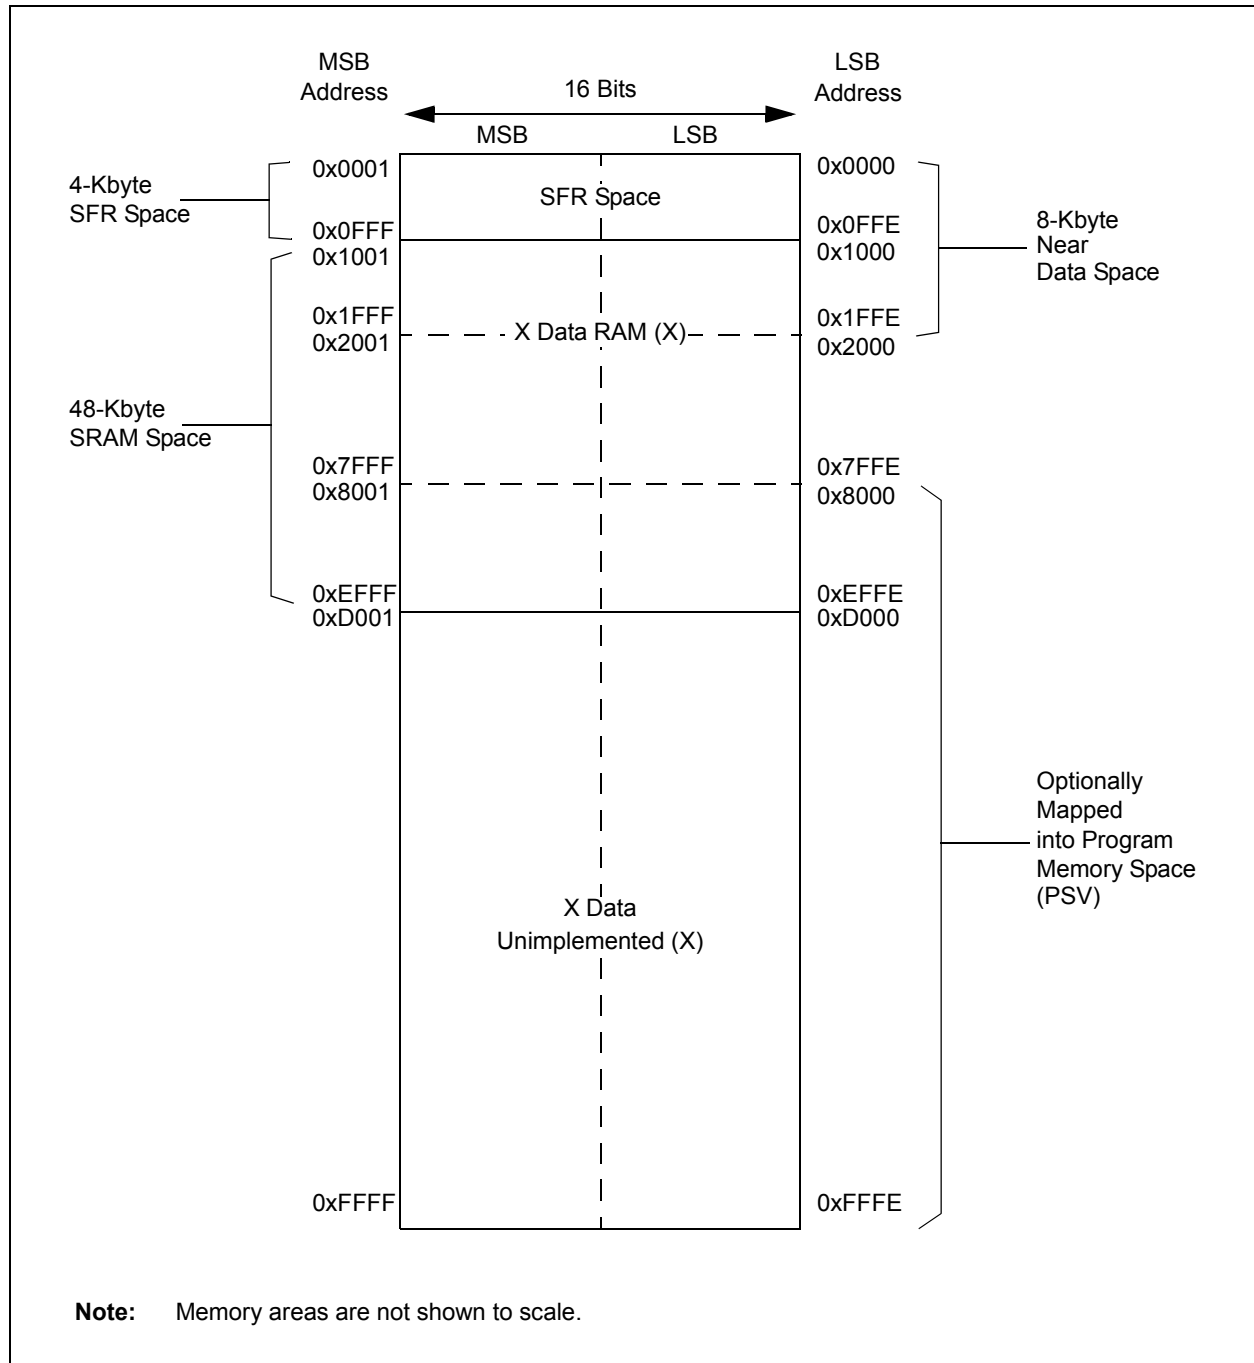 MSB
Address
LSB
Address
16 Bits
MSB
LSB
4-Kbyte
SFR Space
0x0001
SFR Space
0x0000
0x0FFF
0x0FFE
0x1001
0x1000
8-Kbyte
Near
Data Space
0x1FFF
X Data RAM (X)
0x1FFE
0x2001
0x2000
48-Kbyte
SRAM Space
0x7FFF
0x7FFE
0x8001
0x8000
0xEFFF
0xEFFE
0xD001
0xD000
Optionally
Mapped
into Program
Memory Space
(PSV)
X Data
Unimplemented (X)
0xFFFF
0xFFFE
Note: Memory areas are not shown to scale.